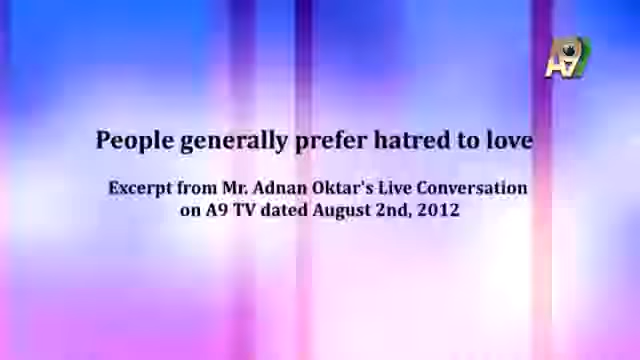 A9
People generally prefer hatred to love
Excerpt from Mr. Adnan Oktar's Live Conversation
on A9 TV dated August 2nd, 2012